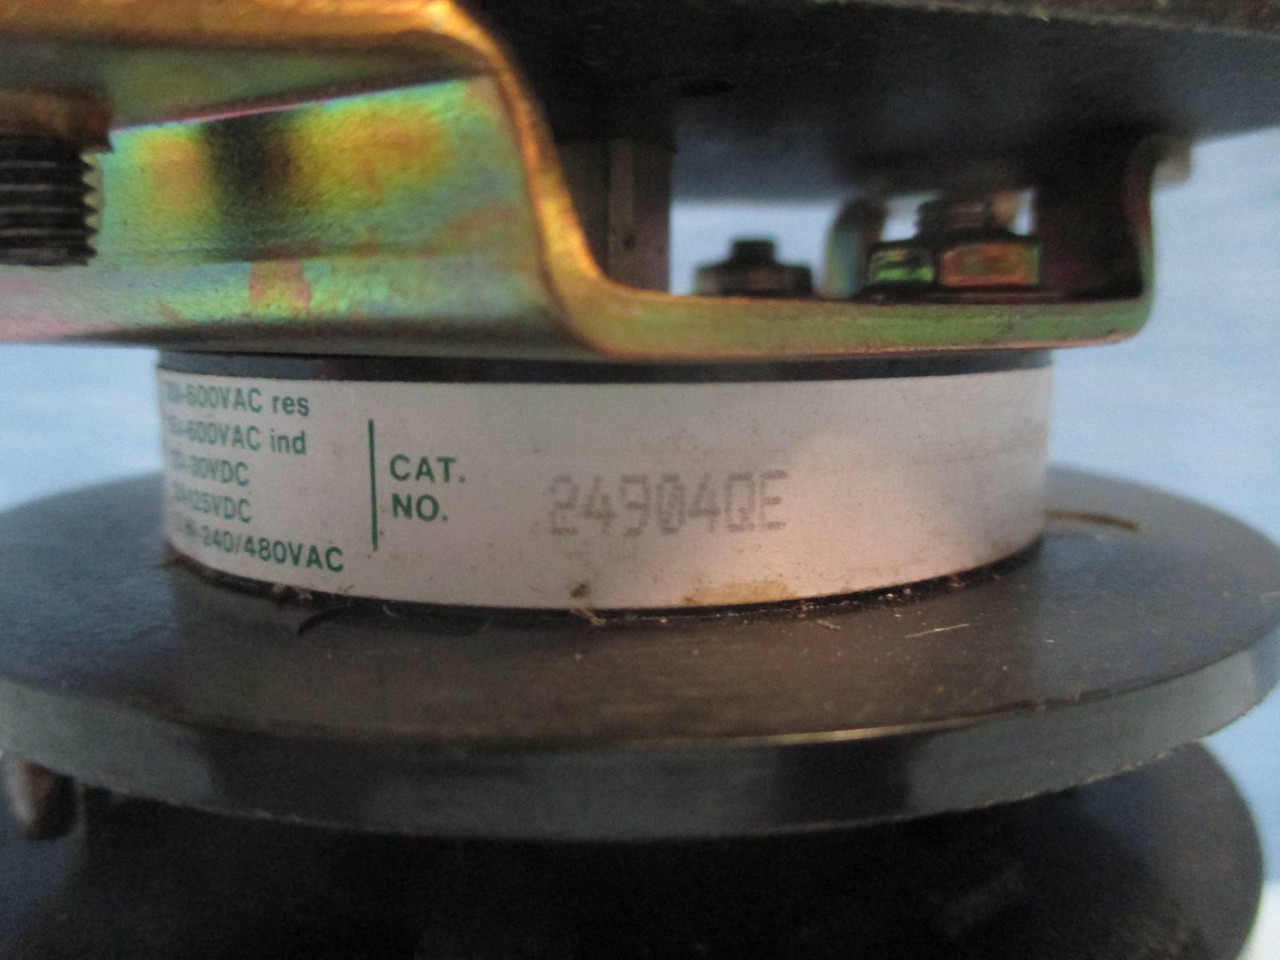 -600VAC res
-600VAC ind
-30VDC
125VDC
-240/480VAC
CAT.
NO.
24904QE